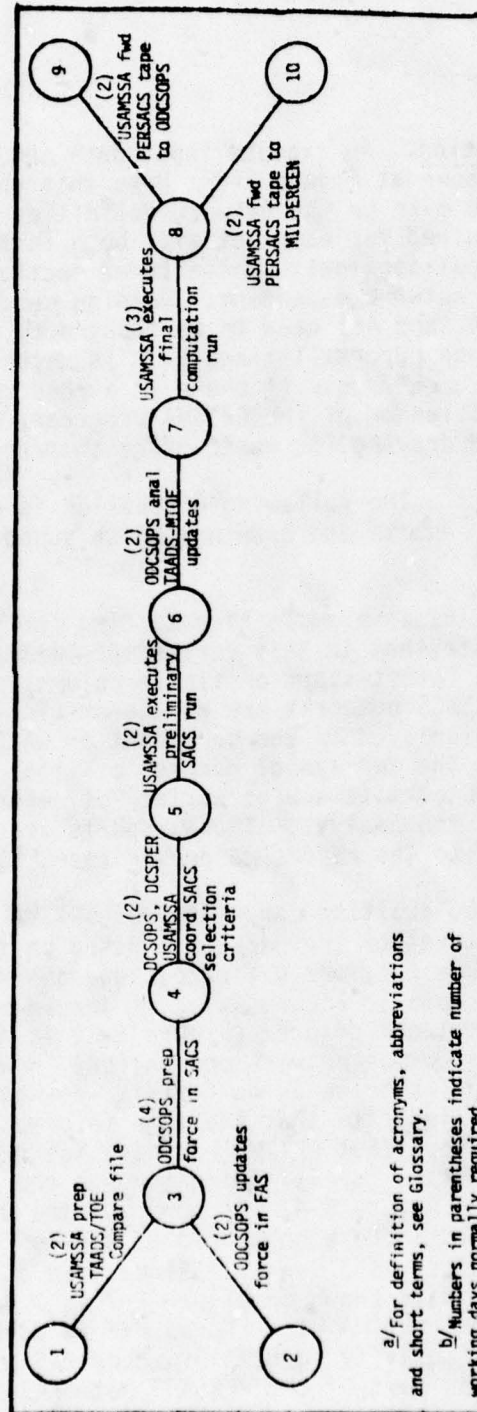 1
(2)
USAMSSA prep
TAADS/TOE
Compare file
2
(2)
ODCSOPS updates
force in FAS
3
(4)
ODCSOPS prep
force in SACS
4
(2)
DCSOPS, DCSPER
USAMSSA
Coord SACS
selection
criteria
5
(2)
USAMSSA executes
preliminary
SACS run
6
(2)
ODCSOPS anal
TAADS-MTOE
updates
7
(3)
USAMSSA executes
final
computation
run
8
(2)
USAMSSA fwd
PERSACS tape
to ODCSOPS
9
(2)
USAMSSA fwd
PERSACS tape to
MILPERCEN
10
a/ For definition of acronyms, abbreviations
and short terms, see Glossary.
b/ Numbers in parentheses indicate number of
working days normally required